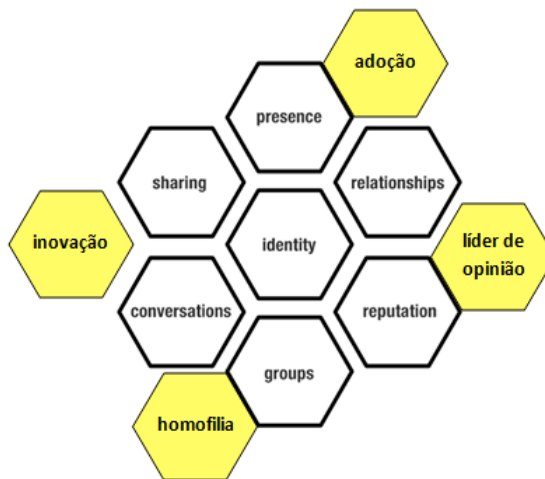 adoção
presence
sharing
relationships
inovação
identity
líder de
opinião
conversations
reputation
groups
homofilia